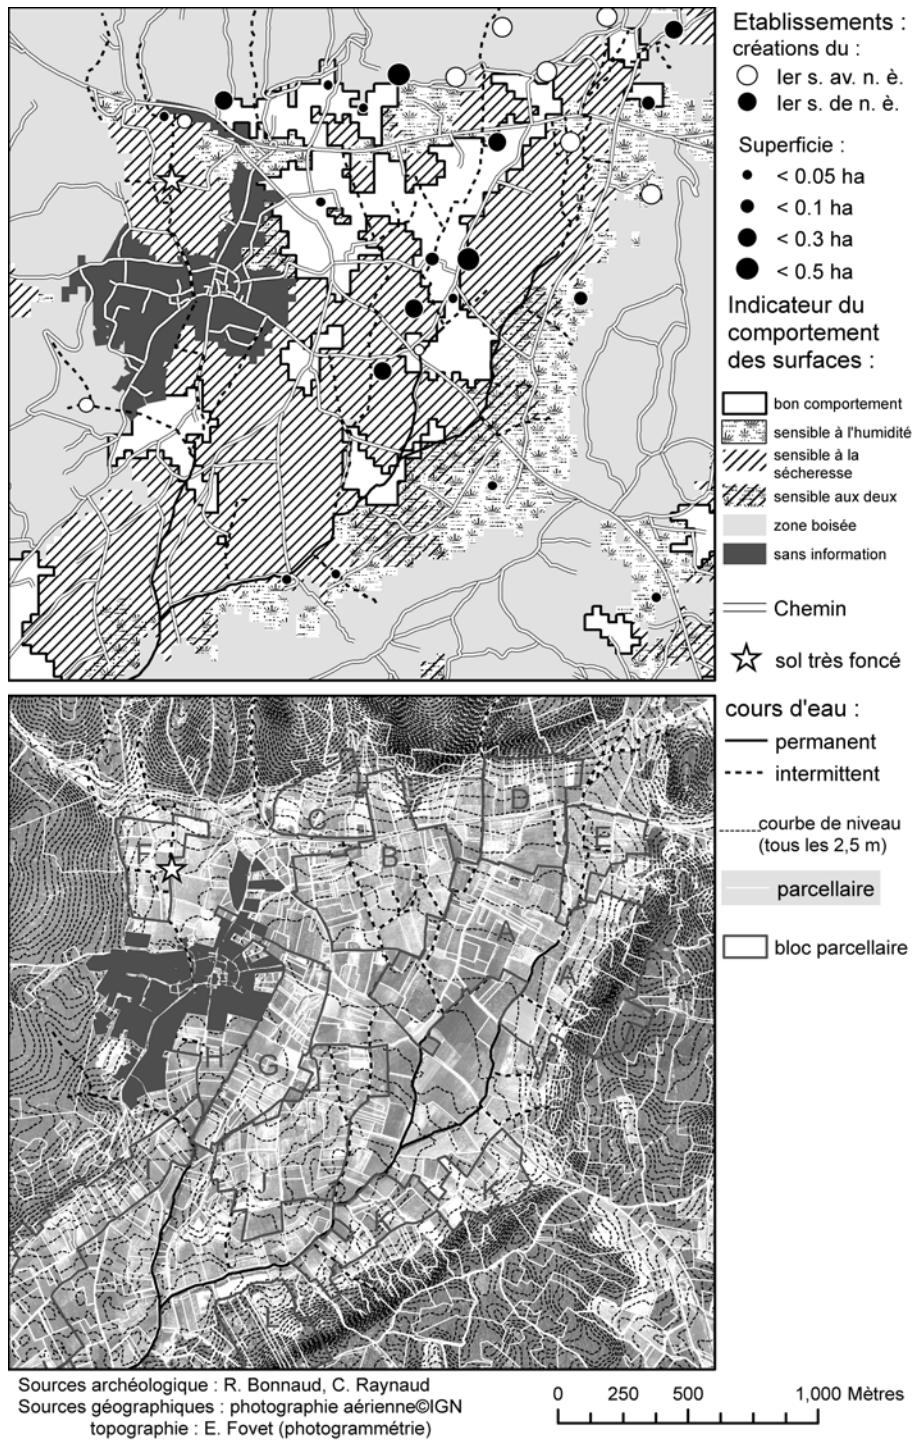 Etablissements :
créations du :
Ier s. av. n. è.
Ier s. de n. è.
Superficie :
< 0.05 ha
< 0.1 ha
< 0.3 ha
< 0.5 ha
Indicateur du
comportement
des surfaces :
bon comportement
sensible à l'humidité
sensible à la
sécheresse
sensible aux deux
zone boisée
sans information
Chemin
sol très foncé
cours d'eau :
permanent
intermittent
courbe de niveau
(tous les 2,5 m)
parcellaire
bloc parcellaire
D
C
E
F
B
A
A
H
G
I
K
K
L
Sources archéologique : R. Bonnaud, C. Raynaud
Sources géographiques : photographie aérienne©IGN
topographie : E. Fovet (photogrammétrie)
0 250 500 1,000 Mètres